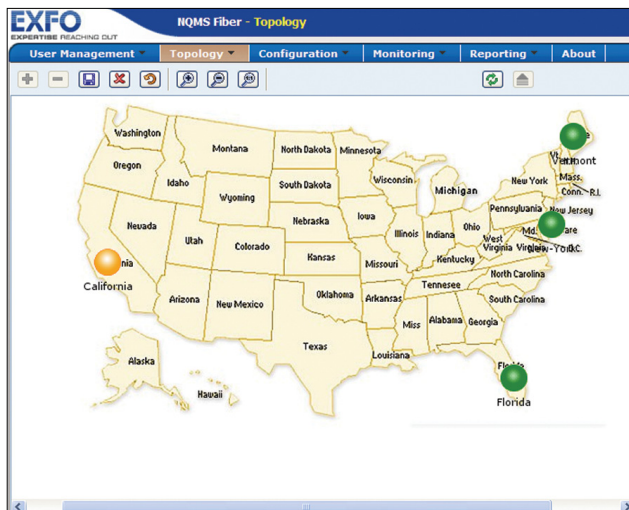 EXFO
EXPERTISE REACHING OUT
NQMS Fiber - Topology
User Management Topology Configuration Monitoring Reporting About
Washington
Montana
North Dakota
Minnesota
Oregon
Idaho
South Dakota
Wisconsin
Michigan
New York
Vermont
Mass.
Conn.
R.I.
Wyoming
Nebraska
Iowa
Pennsylvania
New Jersey
Nevada
Utah
Colorado
Kansas
Missouri
Illinois
Indiana
Ohio
West
Virginia
Virginia
Md.
New-York
D.C.
Kentucky
California
Arizona
New Mexico
Oklahoma
Arkansas
Tennesee
North Carolina
South Carolina
Texas
Louisiana
Miss
Alabama
Georgia
Alaska
Hawaii
Florida
Florida